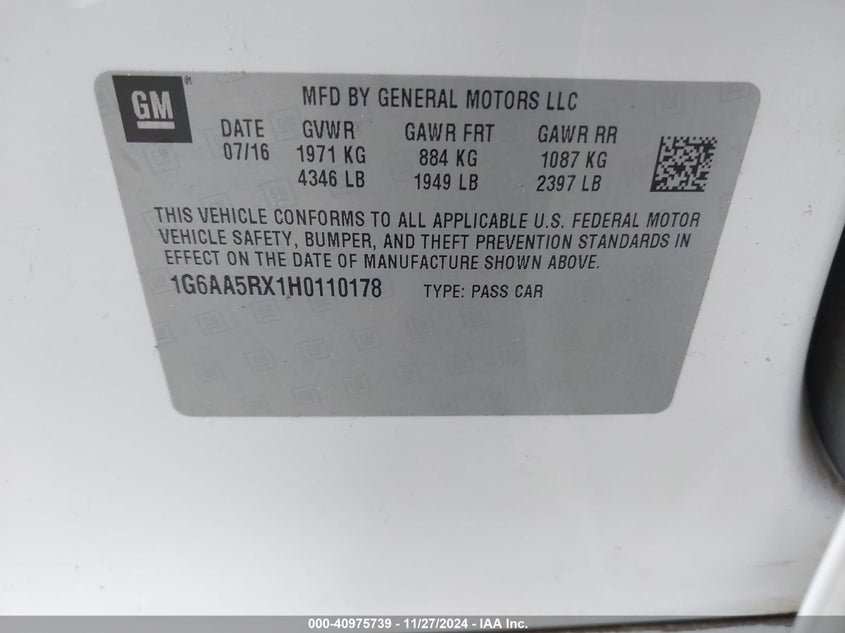 GM
®
MFD BY GENERAL MOTORS LLC
DATE GVWR GAWR FRT GAWR RR
07/16 1971 KG 884 KG 1087 KG
4346 LB 1949 LB 2397 LB
THIS VEHICLE CONFORMS TO ALL APPLICABLE U.S. FEDERAL MOTOR
VEHICLE SAFETY, BUMPER, AND THEFT PREVENTION STANDARDS IN
EFFECT ON THE DATE OF MANUFACTURE SHOWN ABOVE.
1G6AA5RX1H0110178 TYPE: PASS CAR
000-40975739 - 11/27/2024 - IAA Inc.